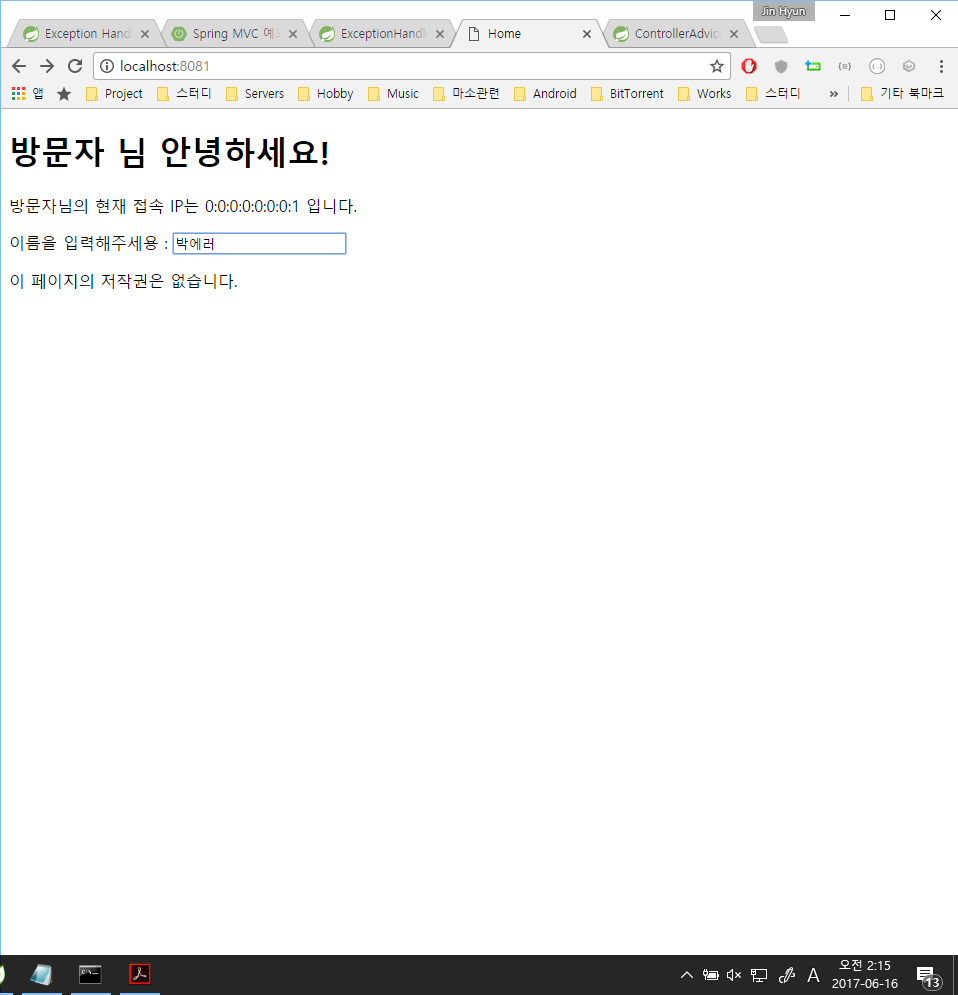 Jin Hyun
Exception Hand
Spring MVC 예외
ExceptionHandl
Home
ControllerAdvic
localhost:8081
앱 Project 스터디 Servers Hobby Music 마소관련 Android BitTorrent Works 스터디 » 기타 북마크
방문자 님 안녕하세요!
방문자님의 현재 접속 IP는 0:0:0:0:0:0:0:1 입니다.
이름을 입력해주세용 : 박에러
이 페이지의 저작권은 없습니다.
A
오전 2:15
2017-06-16
13